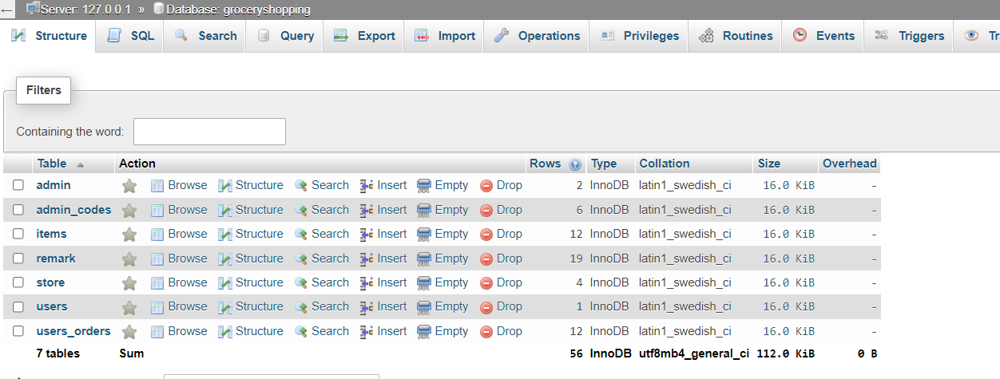 Server: 127.0.0.1 » Database: groceryshopping
Structure SQL Search Query Export Import Operations Privileges Routines Events Triggers Tr
Filters
Containing the word:
Table Action Rows Type Collation Size Overhead
admin Browse Structure Search Insert Empty Drop 2 InnoDB latin1_swedish_ci 16.0 KiB -
admin_codes Browse Structure Search Insert Empty Drop 6 InnoDB latin1_swedish_ci 16.0 KiB -
items Browse Structure Search Insert Empty Drop 12 InnoDB latin1_swedish_ci 16.0 KiB -
remark Browse Structure Search Insert Empty Drop 19 InnoDB latin1_swedish_ci 16.0 KiB -
store Browse Structure Search Insert Empty Drop 4 InnoDB latin1_swedish_ci 16.0 KiB -
users Browse Structure Search Insert Empty Drop 1 InnoDB latin1_swedish_ci 16.0 KiB -
users_orders Browse Structure Search Insert Empty Drop 12 InnoDB latin1_swedish_ci 16.0 KiB -
7 tables Sum 56 InnoDB utf8mb4_general_ci 112.0 KiB 0 B